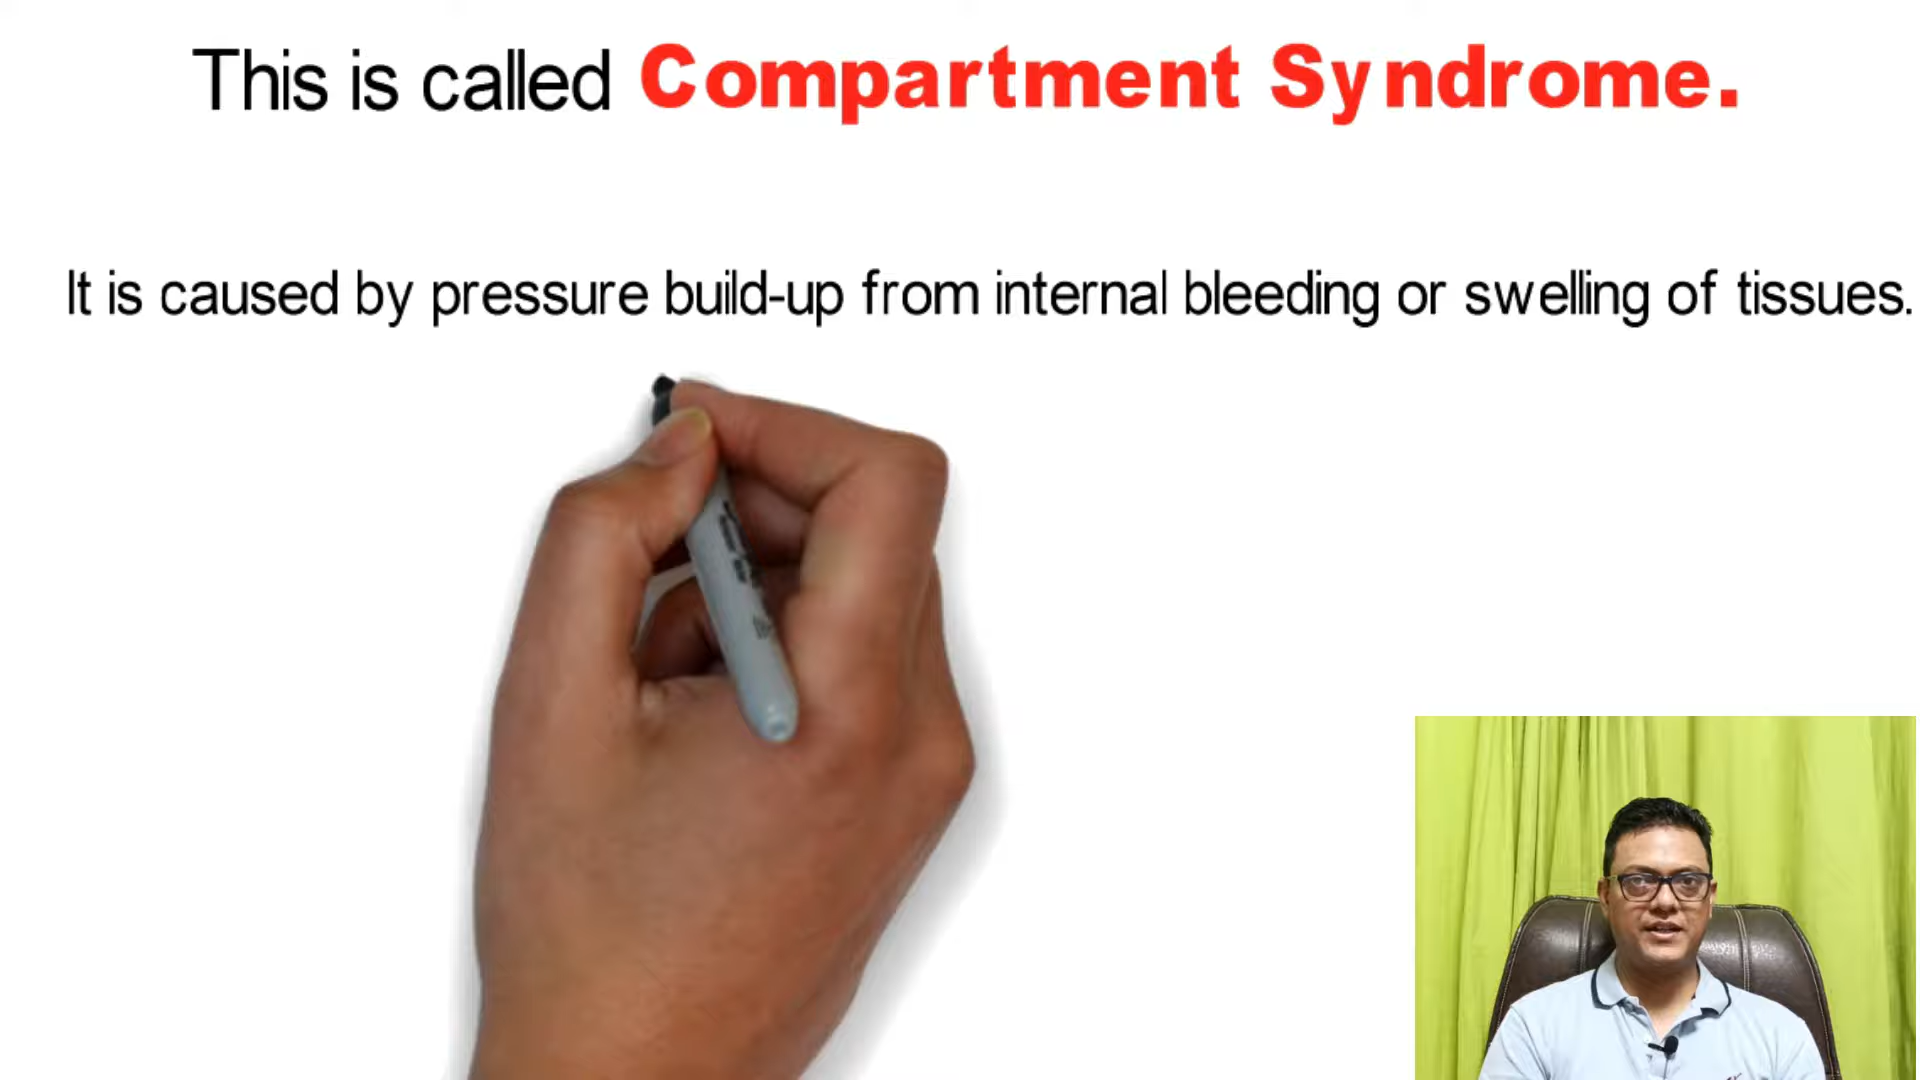 This is called Compartment Syndrome.
It is caused by pressure build-up from internal bleeding or swelling of tissues.